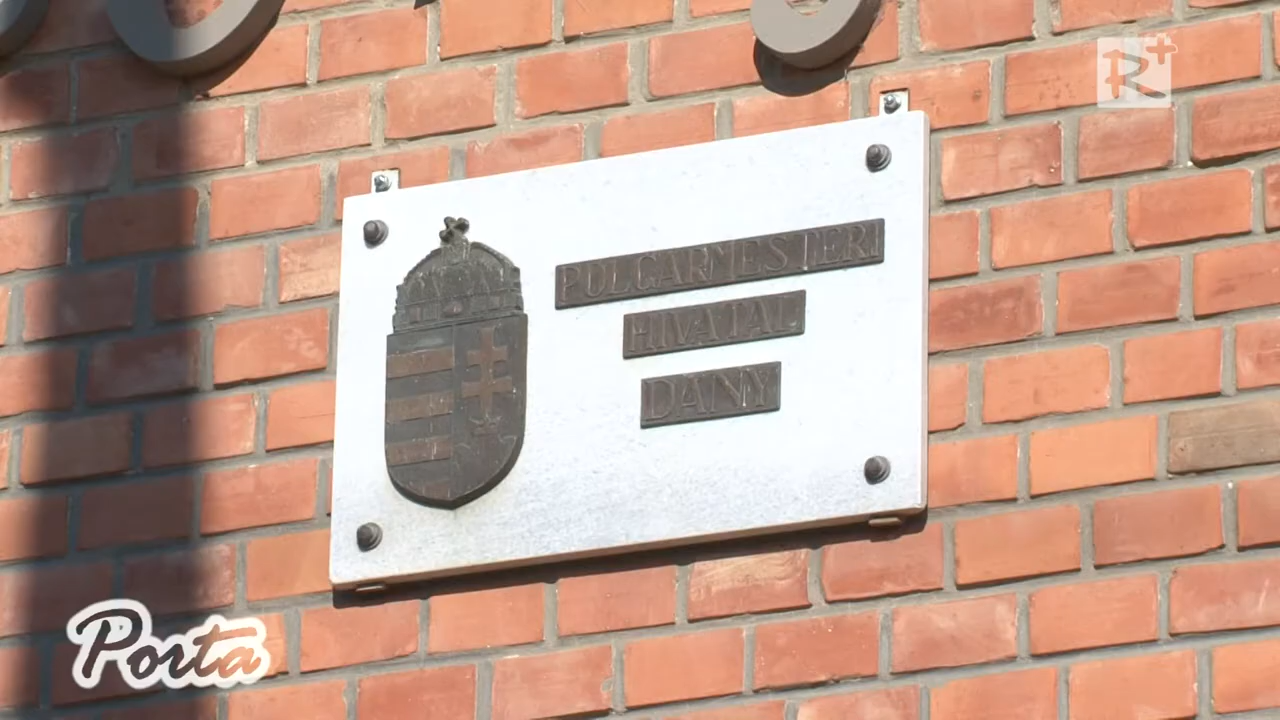 R+
POLGÁRMESTERI
HIVATAL
DÁNY
Porta